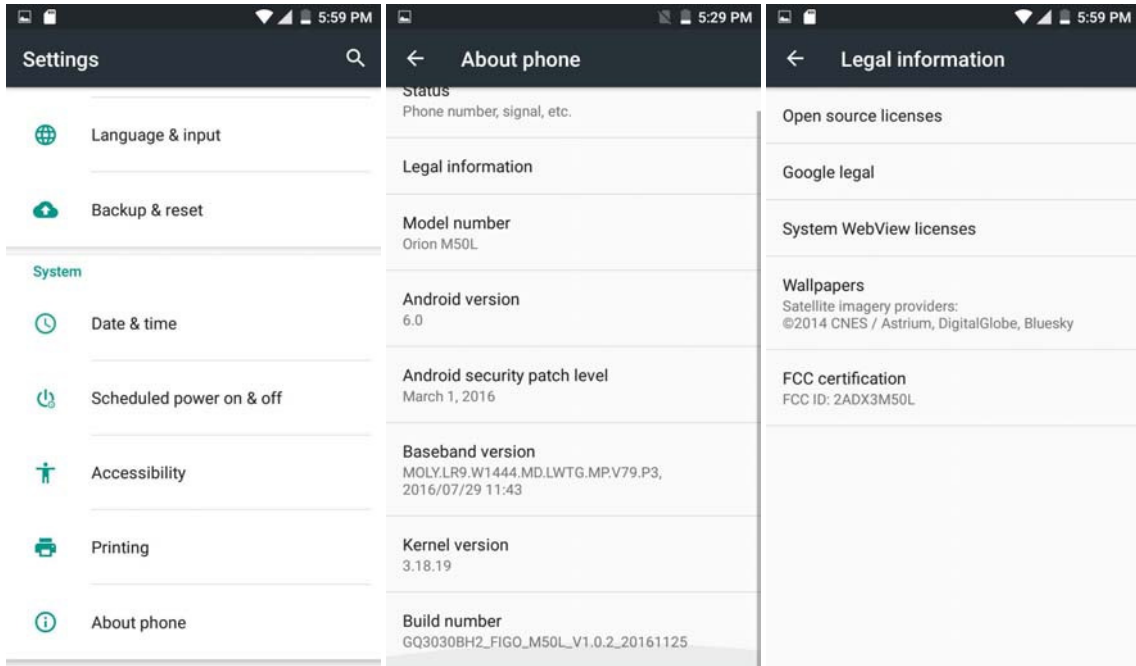 5:59 PM
Settings
Language & input
Backup & reset
System
Date & time
Scheduled power on & off
Accessibility
Printing
About phone
5:29 PM
About phone
Status
Phone number, signal, etc.
Legal information
Model number
Orion M50L
Android version
6.0
Android security patch level
March 1, 2016
Baseband version
MOLY.LR9.W1444.MD.LWTG.MP.V79.P3,
2016/07/29 11:43
Kernel version
3.18.19
Build number
GQ3030BH2_FIGO_M50L_V1.0.2_20161125
5:59 PM
Legal information
Open source licenses
Google legal
System WebView licenses
Wallpapers
Satellite imagery providers:
©2014 CNES / Astrium, DigitalGlobe, Bluesky
FCC certification
FCC ID: 2ADX3M50L